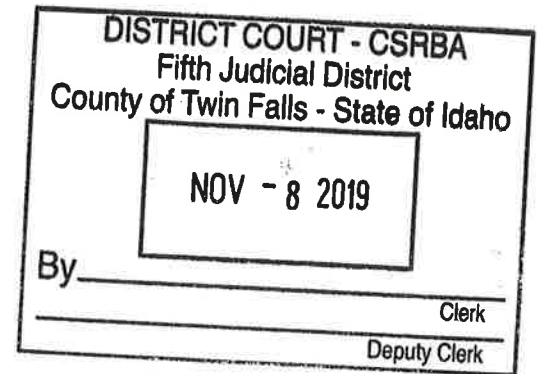 DISTRICT COURT - CSRBA
Fifth Judicial District
County of Twin Falls - State of Idaho
NOV - 8 2019
By
Clerk
Deputy Clerk